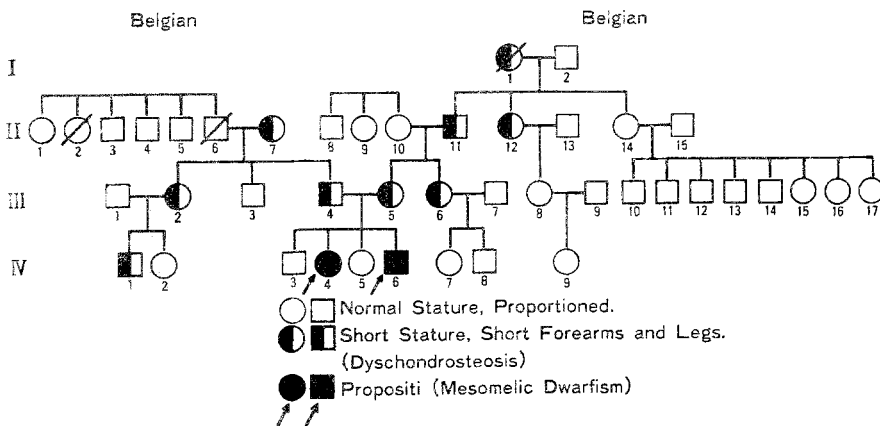 Belgian Belgian
I
1 2
II
1 2 3 4 5 6 7 8 9 10 11 12 13 14 15
III
1 2 3 4 5 6 7 8 9 10 11 12 13 14 15 16 17
IV
1 2 3 4 5 6 7 8 9
Normal Stature, Proportioned.
Short Stature, Short Forearms and Legs.
(Dyschondrosteosis)
Propositi (Mesomelic Dwarfism)